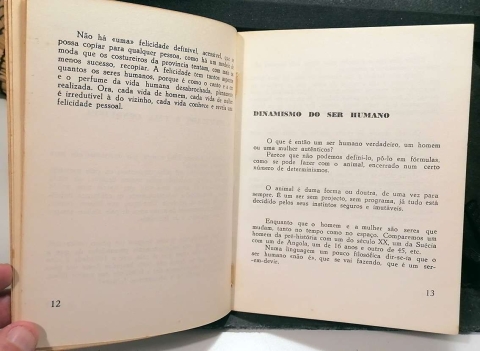 Não há «uma» felicidade definível, acessível, que se
possa copiar para qualquer pessoa, como há um modelo de
moda que os costureiros da província tentam, com mais ou
menos sucesso, recopiar. A felicidade tem tantos aspectos
quantos os seres humanos, porque é como o canto e a cor
e o perfume da vida humana desabrochada, plenamente
realizada. Ora, cada vida de homem, cada vida de mulher
é irredutível à do vizinho, cada vida conhece e cria uma
felicidade pessoal.
12
DINAMISMO DO SER HUMANO
O que é então um ser humano verdadeiro, um homem
ou uma mulher autênticos?
Parece que não podemos defini-lo, pô-lo em fórmulas,
como se pode fazer com o animal, encerrado num certo
número de determinismos.
O animal é duma forma ou doutra, de uma vez para
sempre. É um ser sem projecto, sem programa, já tudo está
decidido pelos seus instintos seguros e imutáveis.
Enquanto que o homem e a mulher são seres que
mudam, tanto no tempo como no espaço. Comparemos um
homem da pré-história com um do século XX, um da Suécia
com um de Angola, um de 16 anos e outro de 45, etc.
Numa linguagem um pouco filosófica dir-se-ia que o
ser humano «não é», que se vai fazendo, que é um ser-
-em-devir.
13